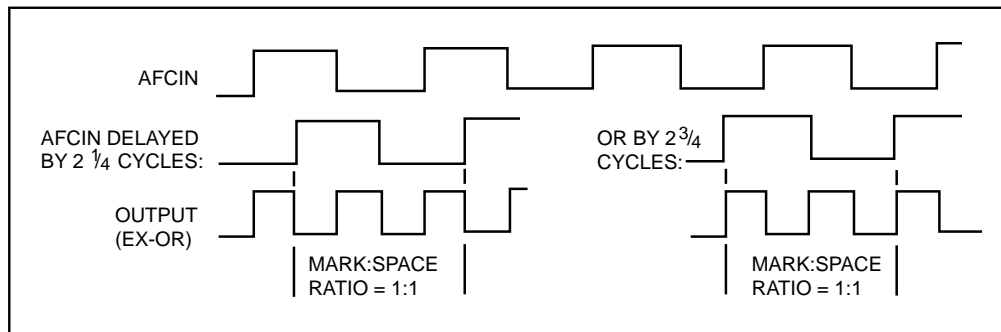 AFCIN
AFCIN DELAYED
BY 2 1/4 CYCLES:
OR BY 2 3/4
CYCLES:
OUTPUT
(EX-OR)
MARK:SPACE
RATIO = 1:1
MARK:SPACE
RATIO = 1:1